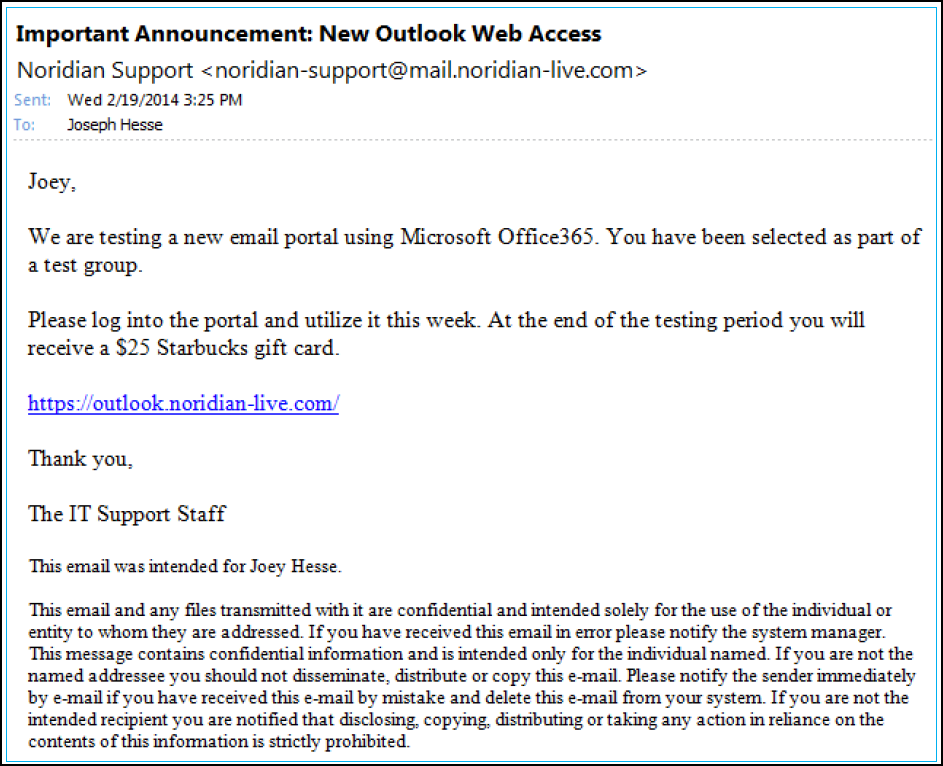 Important Announcement: New Outlook Web Access
Noridian Support <noridian-support@mail.noridian-live.com>
Sent: Wed 2/19/2014 3:25 PM
To: Joseph Hesse
Joey,
We are testing a new email portal using Microsoft Office365. You have been selected as part of
a test group.
Please log into the portal and utilize it this week. At the end of the testing period you will
receive a $25 Starbucks gift card.
https://outlook.noridian-live.com/
Thank you,
The IT Support Staff
This email was intended for Joey Hesse.
This email and any files transmitted with it are confidential and intended solely for the use of the individual or
entity to whom they are addressed. If you have received this email in error please notify the system manager.
This message contains confidential information and is intended only for the individual named. If you are not the
named addressee you should not disseminate, distribute or copy this e-mail. Please notify the sender immediately
by e-mail if you have received this e-mail by mistake and delete this e-mail from your system. If you are not the
intended recipient you are notified that disclosing, copying, distributing or taking any action in reliance on the
contents of this information is strictly prohibited.